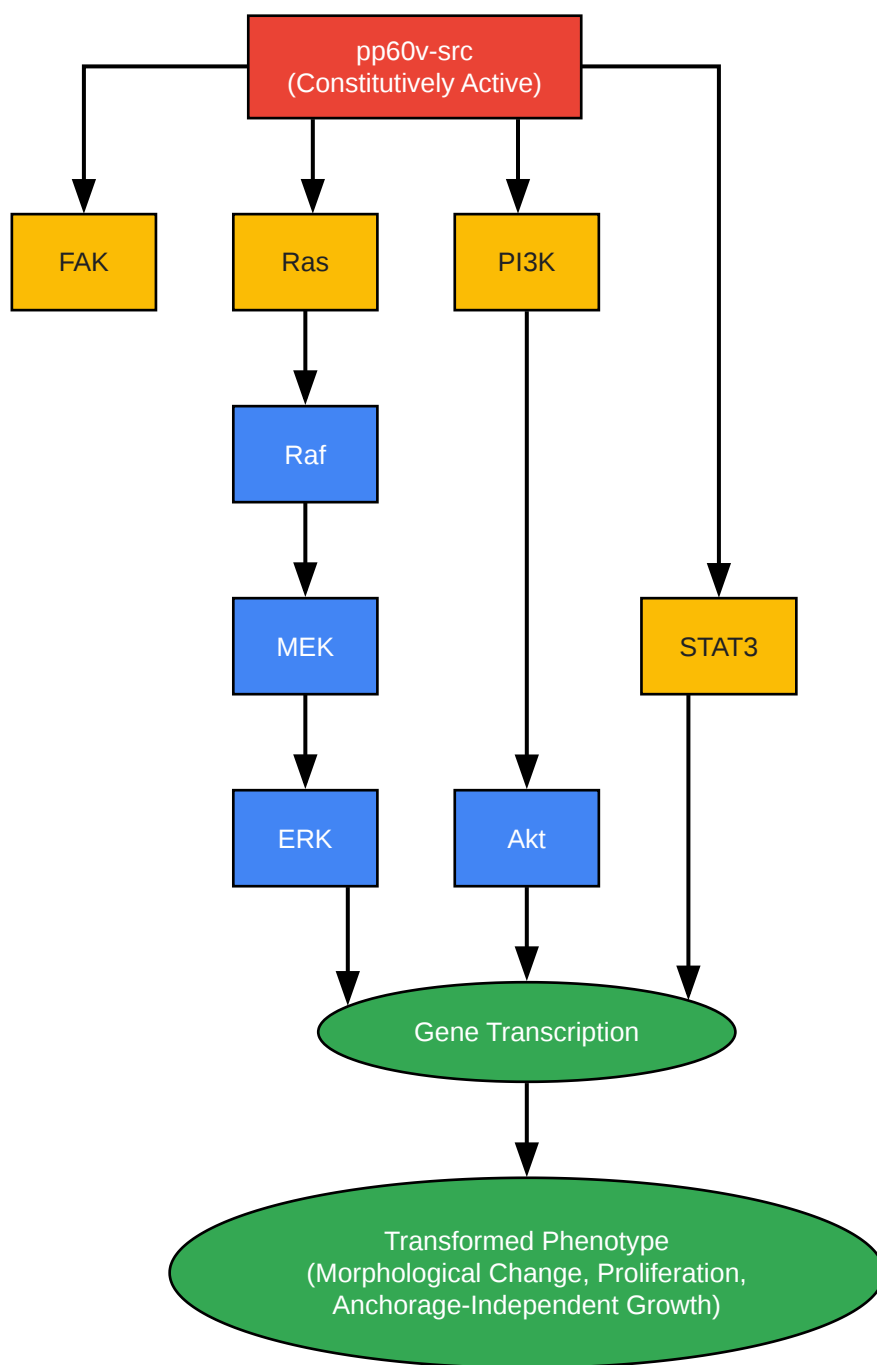 pp60v-src
(Constitutively Active)
FAK
Ras
PI3K
Raf
MEK
STAT3
ERK
Akt
Gene Transcription
Transformed Phenotype
(Morphological Change, Proliferation,
Anchorage-Independent Growth)